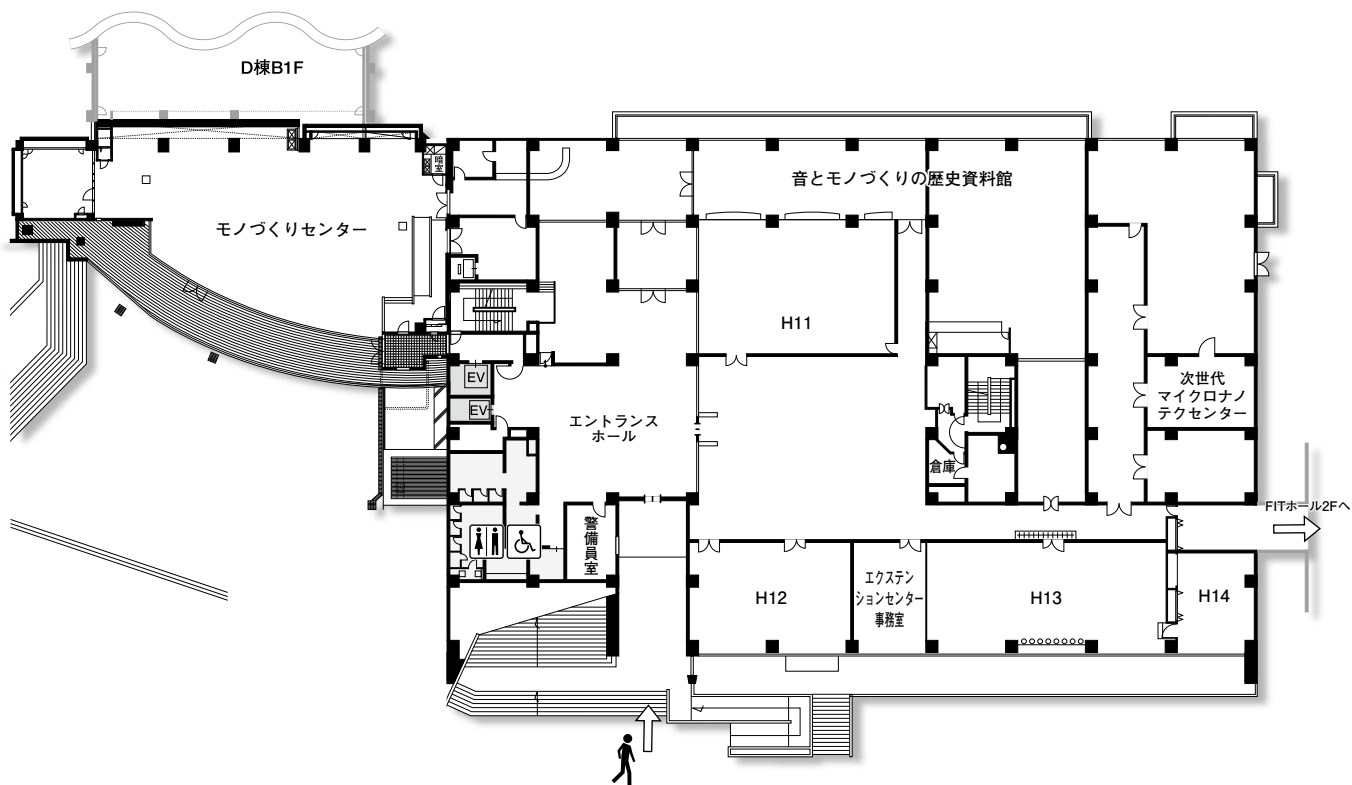 D棟B1F
暗室
音とモノづくりの歴史資料館
モノづくりセンター
H11
EV
次世代
マイクロナノ
テクセンター
EV
エントランス
ホール
倉庫
FITホール2Fへ
警備員室
エクステン
ションセンター
事務室
H12
H13
H14